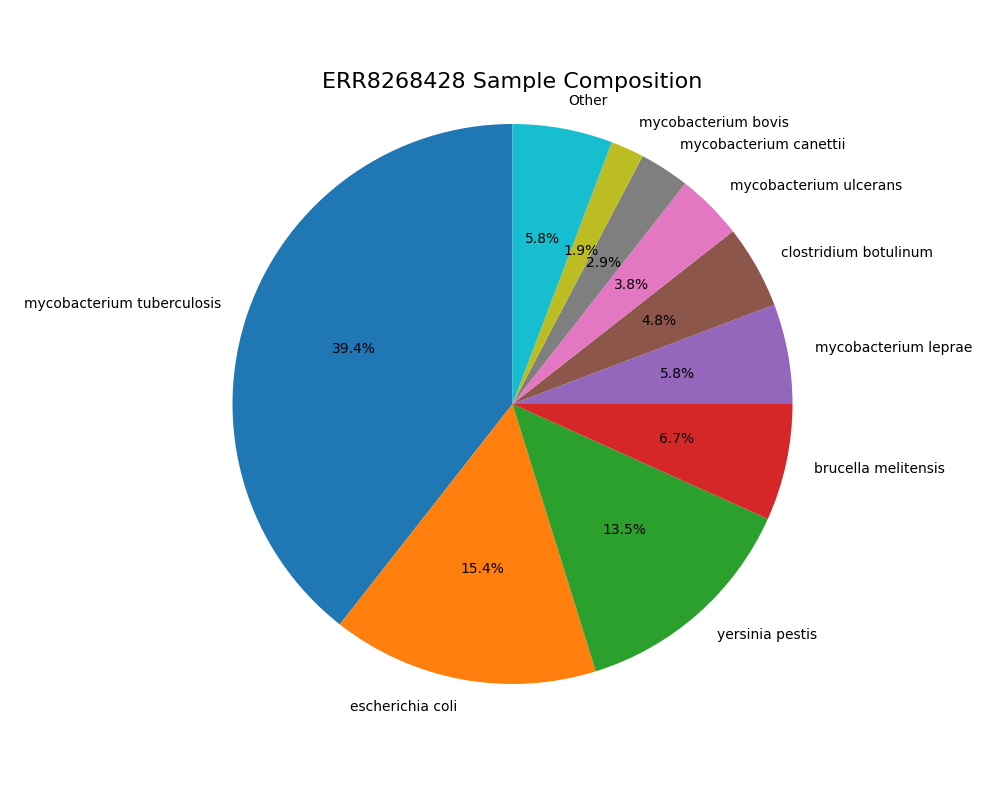 ERR8268428 Sample Composition
Other
mycobacterium bovis
mycobacterium canettii
mycobacterium ulcerans
clostridium botulinum
mycobacterium leprae
brucella melitensis
yersinia pestis
escherichia coli
mycobacterium tuberculosis
5.8%
1.9%
2.9%
3.8%
4.8%
5.8%
6.7%
13.5%
15.4%
39.4%